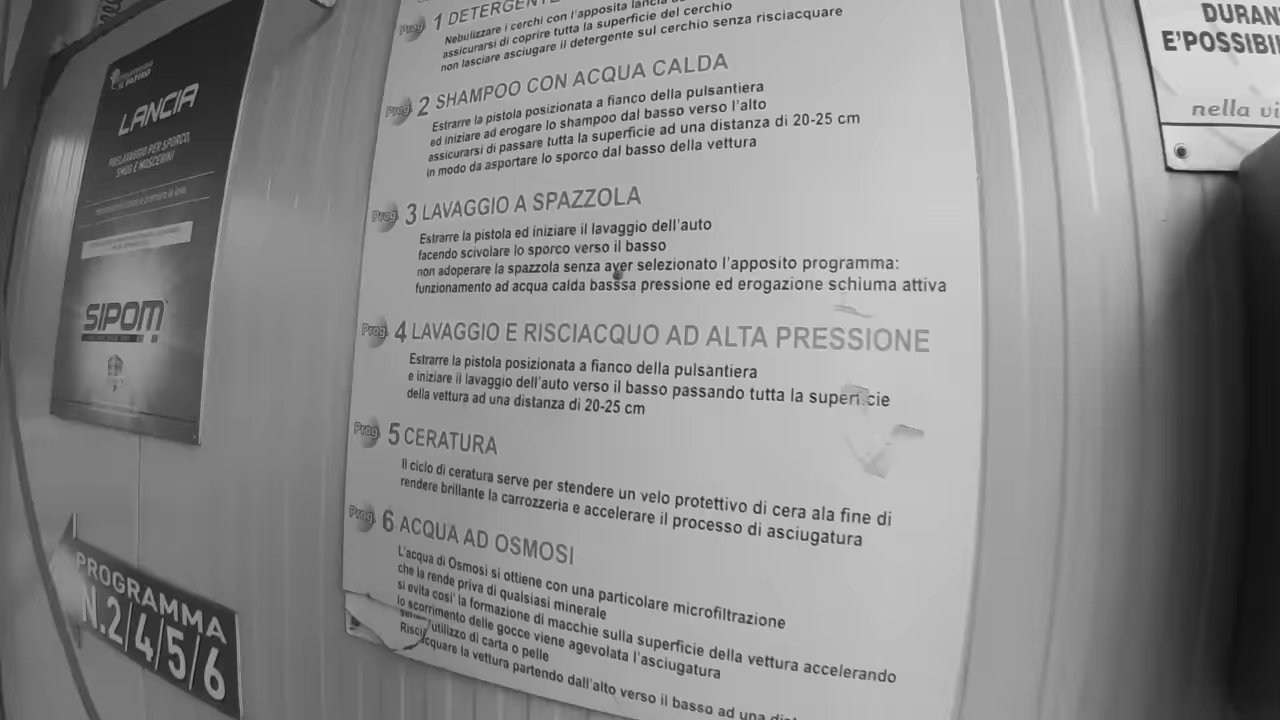 LANCIA
PRELAVAGGIO PER SPORCO,
SMOG E MOSCERINI
SIPOM
PROGRAMMA
N.2/4/5/6
Prog. 1 DETERGENTE
Nebulizzare i cerchi con l'apposita lancia
assicurarsi di coprire tutta la superficie del cerchio
non lasciare asciugare il detergente sul cerchio senza risciacquare
Prog. 2 SHAMPOO CON ACQUA CALDA
Estrarre la pistola posizionata a fianco della pulsantiera
ed iniziare ad erogare lo shampoo dal basso verso l'alto
assicurarsi di passare tutta la superficie ad una distanza di 20-25 cm
in modo da asportare lo sporco dal basso della vettura
Prog. 3 LAVAGGIO A SPAZZOLA
Estrarre la pistola ed iniziare il lavaggio dell'auto
facendo scivolare lo sporco verso il basso
non adoperare la spazzola senza aver selezionato l'apposito programma:
funzionamento ad acqua calda basssa pressione ed erogazione schiuma attiva
Prog. 4 LAVAGGIO E RISCIACQUO AD ALTA PRESSIONE
Estrarre la pistola posizionata a fianco della pulsantiera
e iniziare il lavaggio dell'auto verso il basso passando tutta la superficie
della vettura ad una distanza di 20-25 cm
Prog. 5 CERATURA
Il ciclo di ceratura serve per stendere un velo protettivo di cera ala fine di
rendere brillante la carrozzeria e accelerare il processo di asciugatura
Prog. 6 ACQUA AD OSMOSI
L'acqua di Osmosi si ottiene con una particolare microfiltrazione
che la rende priva di qualsiasi minerale
si evita cosi' la formazione di macchie sulla superficie della vettura accelerando
lo scorrimento delle gocce viene agevolata l'asciugatura
l'utilizzo di carta o pelle
la vettura partendo dall'alto verso il basso ad una
DURAN
E'POSSIBI
nella vi